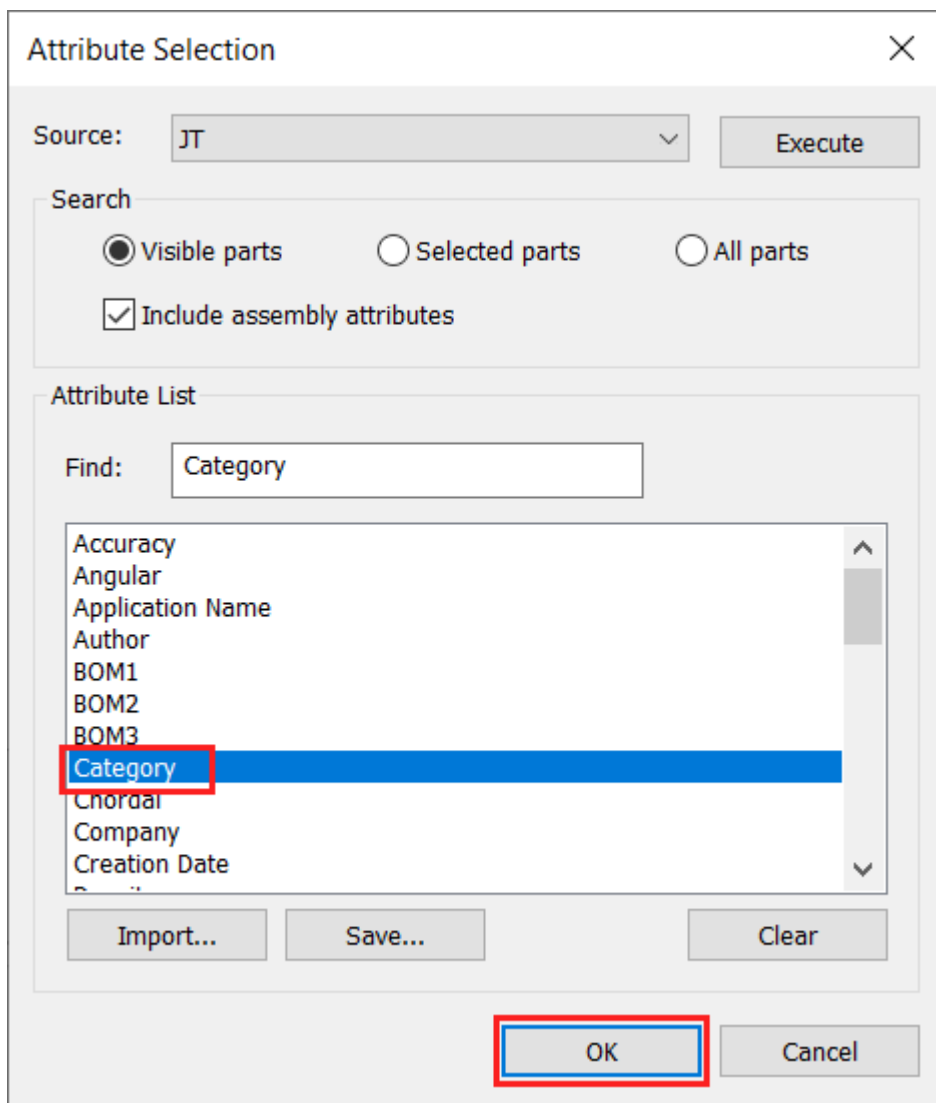 Attribute Selection
Source: JT Execute
Search
Visible parts Selected parts All parts
Include assembly attributes
Attribute List
Find: Category
Accuracy
Angular
Application Name
Author
BOM1
BOM2
BOM3
Category
Chordal
Company
Creation Date
Import... Save... Clear
OK Cancel